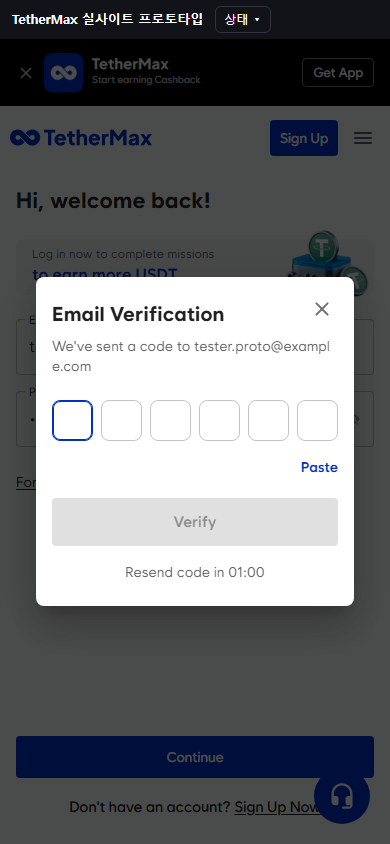 TetherMax 실사이트 프로토타입
상태
TetherMax
Start earning Cashback
Get App
TetherMax
Sign Up
Hi, welcome back!
Log in now to complete missions
to earn more USDT
Email Verification
We've sent a code to tester.proto@exampl
e.com
Paste
Verify
Resend code in 01:00
Continue
Don't have an account? Sign Up Now